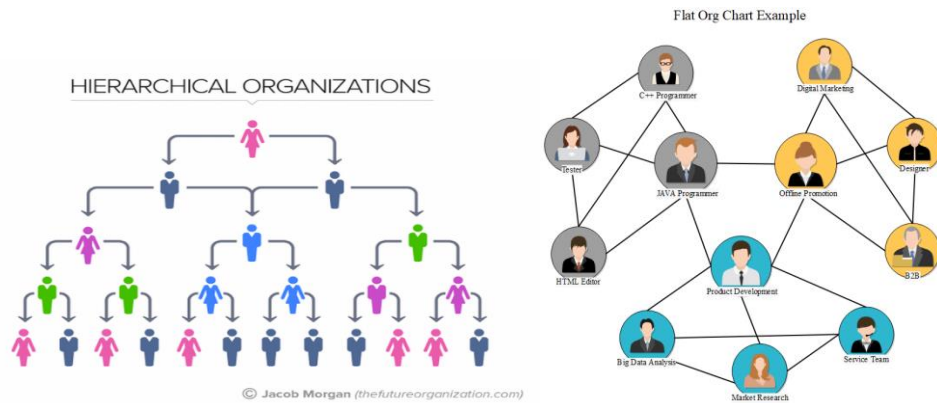 Flat Org Chart Example
HIERARCHICAL ORGANIZATIONS
© Jacob Morgan (thefutureorganization.com)
C++ Programmer
Digital Marketing
Tester
JAVA Programmer
Offline Promotion
Designer
HTML Editor
Product Development
B2B
Big Data Analysis
Service Team
Market Research